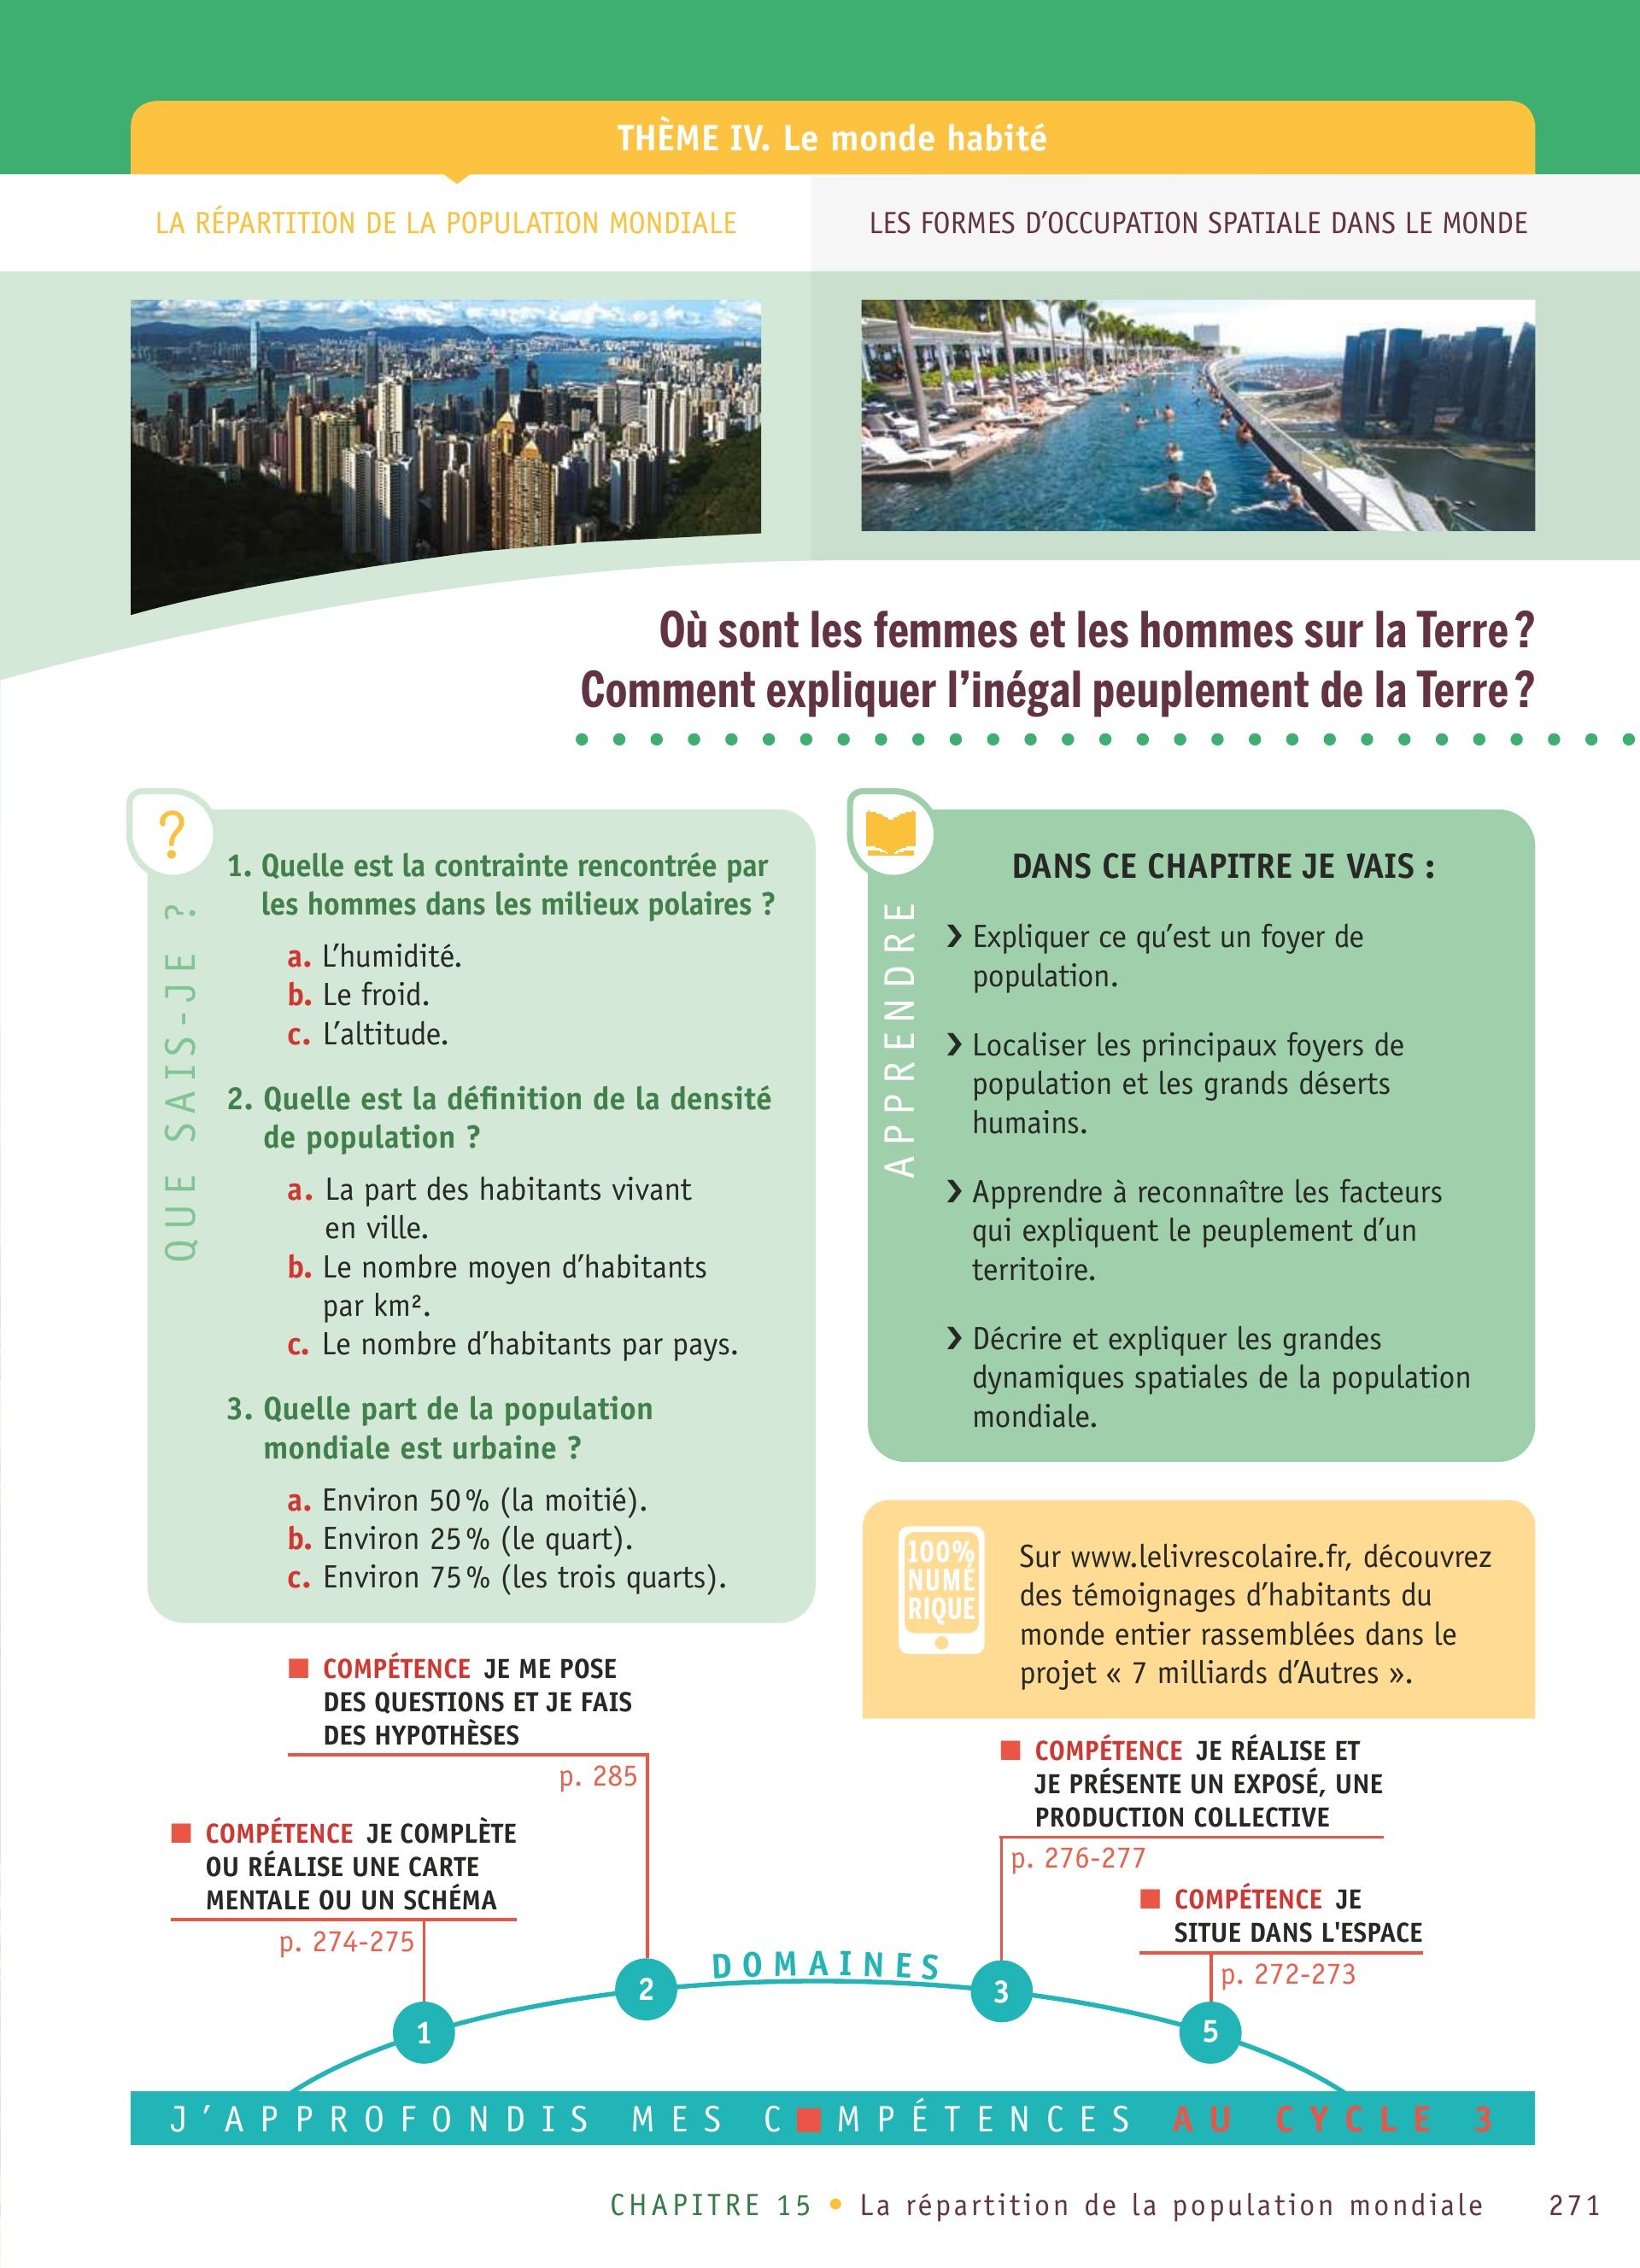 THÈME IV. Le monde habité
LA RÉPARTITION DE LA POPULATION MONDIALE
LES FORMES D’OCCUPATION SPATIALE DANS LE MONDE
Où sont les femmes et les hommes sur la Terre ?
Comment expliquer l’inégal peuplement de la Terre ?
?
QUE SAIS-JE ?
1. Quelle est la contrainte rencontrée par
les hommes dans les milieux polaires ?
a. L’humidité.
b. Le froid.
c. L’altitude.
2. Quelle est la définition de la densité
de population ?
a. La part des habitants vivant
en ville.
b. Le nombre moyen d’habitants
par km².
c. Le nombre d’habitants par pays.
3. Quelle part de la population
mondiale est urbaine ?
a. Environ 50 % (la moitié).
b. Environ 25 % (le quart).
c. Environ 75 % (les trois quarts).
APPRENDRE
DANS CE CHAPITRE JE VAIS :
› Expliquer ce qu’est un foyer de
population.
› Localiser les principaux foyers de
population et les grands déserts
humains.
› Apprendre à reconnaître les facteurs
qui expliquent le peuplement d’un
territoire.
› Décrire et expliquer les grandes
dynamiques spatiales de la population
mondiale.
100%
NUMÉ
RIQUE
Sur www.lelivrescolaire.fr, découvrez
des témoignages d’habitants du
monde entier rassemblées dans le
projet « 7 milliards d’Autres ».
COMPÉTENCE JE ME POSE
DES QUESTIONS ET JE FAIS
DES HYPOTHÈSES
p. 285
COMPÉTENCE JE COMPLÈTE
OU RÉALISE UNE CARTE
MENTALE OU UN SCHÉMA
p. 274-275
COMPÉTENCE JE RÉALISE ET
JE PRÉSENTE UN EXPOSÉ, UNE
PRODUCTION COLLECTIVE
p. 276-277
COMPÉTENCE JE
SITUE DANS L'ESPACE
p. 272-273
DOMAINES
1
2
3
5
J’APPROFONDIS MES C■MPÉTENCES AU CYCLE 3
CHAPITRE 15 • La répartition de la population mondiale 271